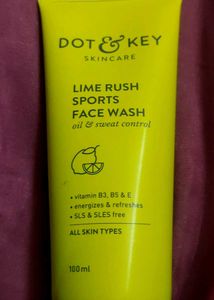 DOT & KEY
SKINCARE
LIME RUSH
SPORTS
FACE WASH
oil & sweat control
• vitamin B3, B5 & E
• energizes & refreshes
• SLS & SLES free
ALL SKIN TYPES
100 ml